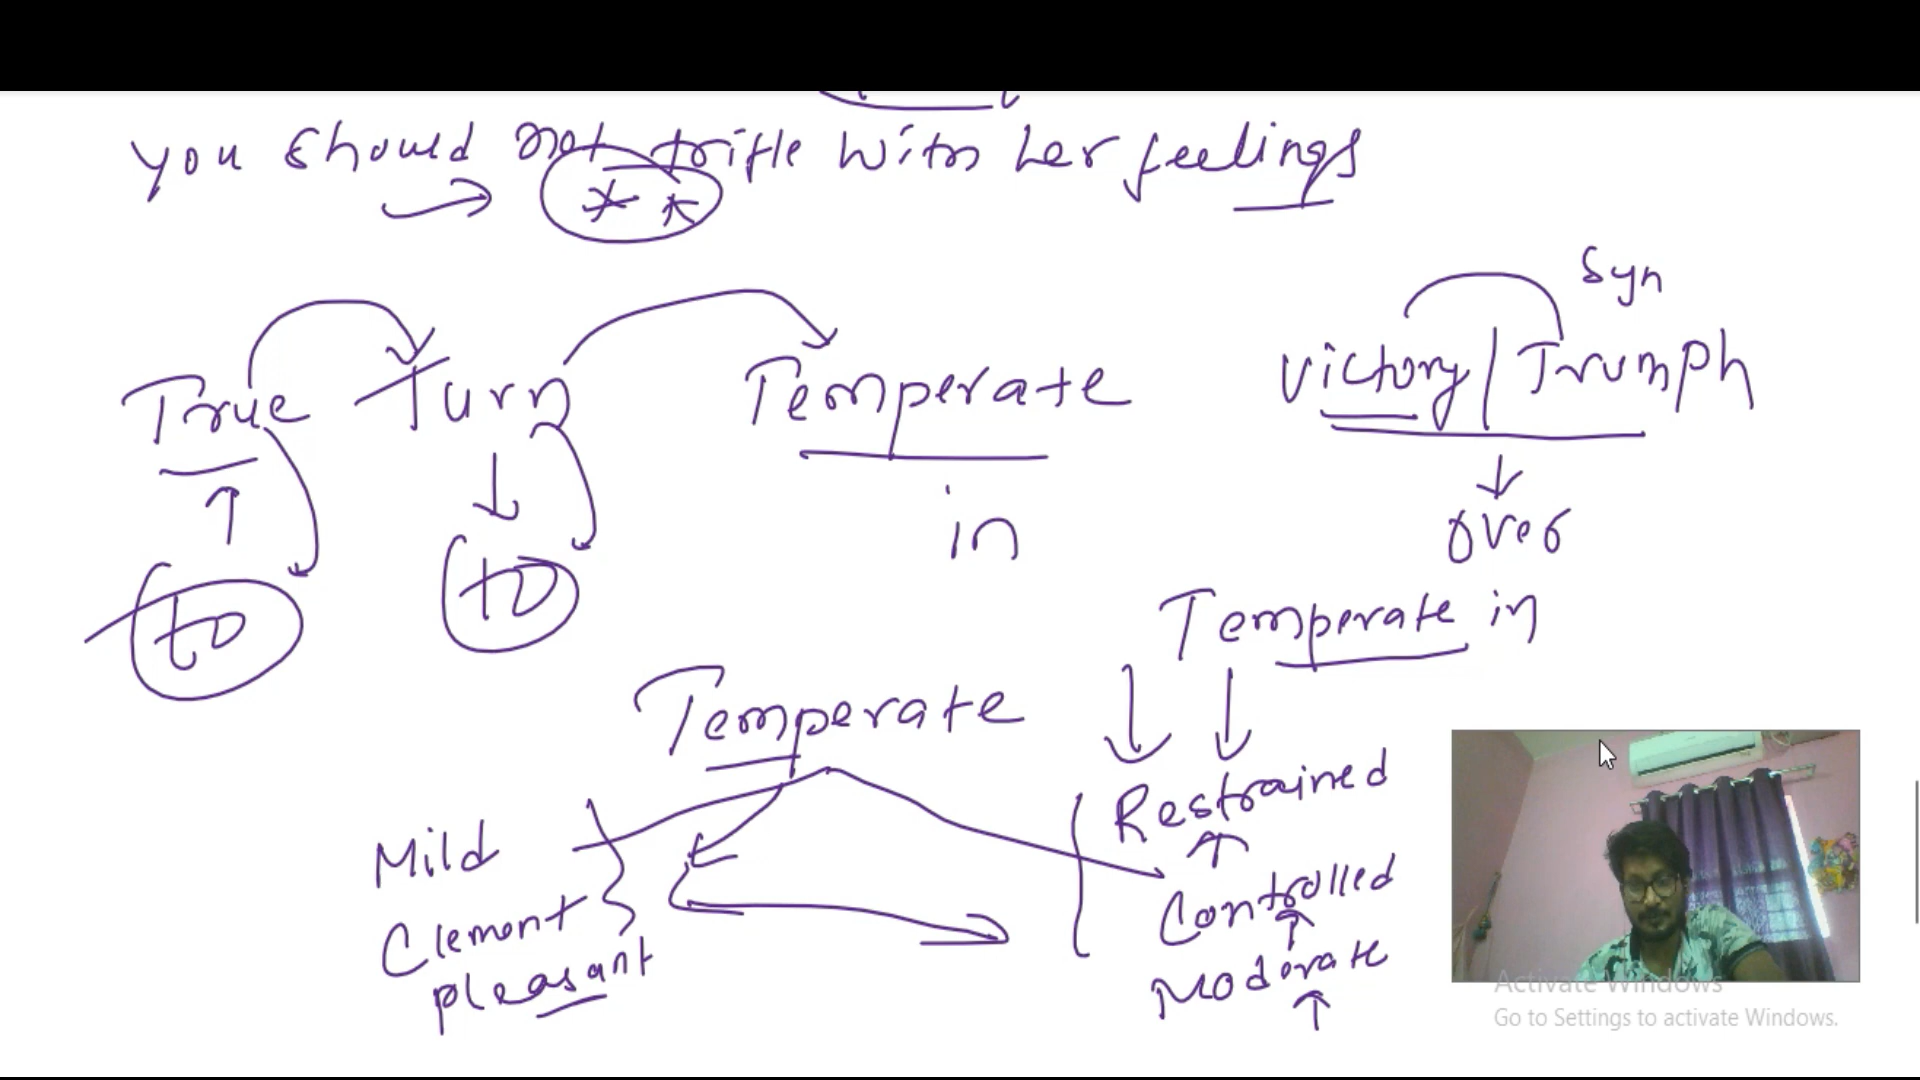 you should not trifle with her feelings
Syn
True Turn Temperate Victory / Trumph
to to in over
Temperate in
Temperate
Restrained
Mild
Controlled
Clement
Moderate
pleasant
Activate Windows
Go to Settings to activate Windows.